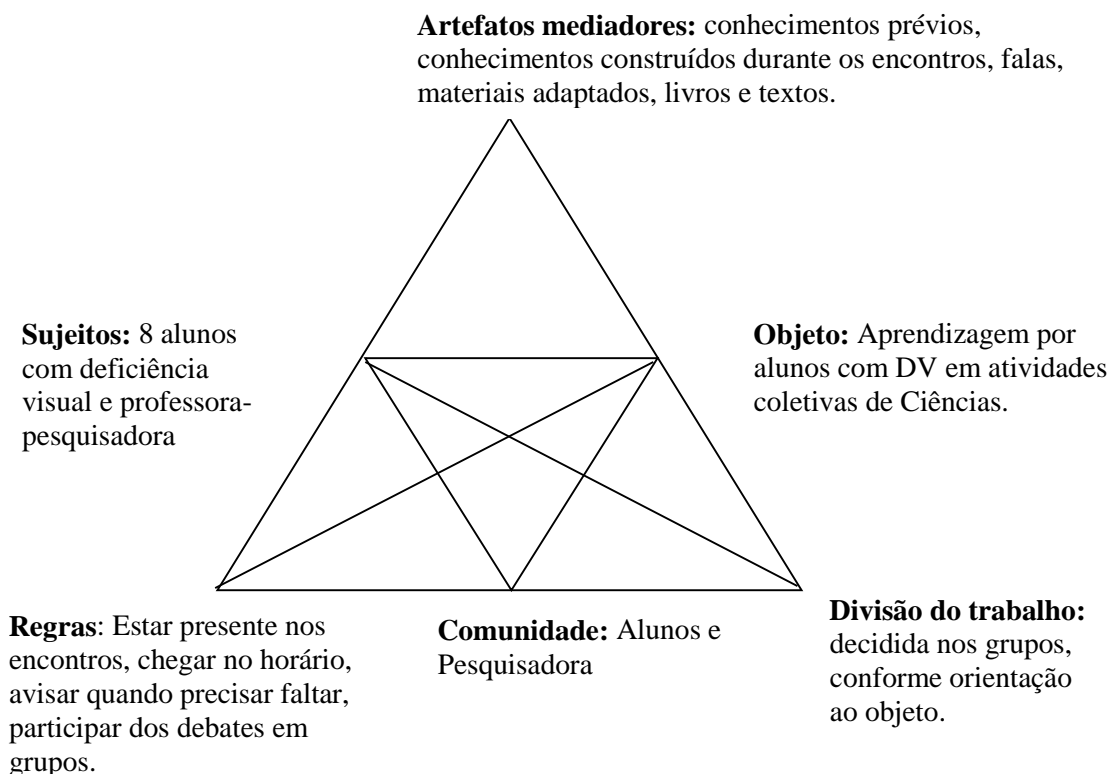 Artefatos mediadores: conhecimentos prévios,
conhecimentos construídos durante os encontros, falas,
materiais adaptados, livros e textos.
Sujeitos: 8 alunos
com deficiência
visual e professora-
pesquisadora
Objeto: Aprendizagem por
alunos com DV em atividades
coletivas de Ciências.
Regras: Estar presente nos
encontros, chegar no horário,
avisar quando precisar faltar,
participar dos debates em
grupos.
Comunidade: Alunos e
Pesquisadora
Divisão do trabalho:
decidida nos grupos,
conforme orientação
ao objeto.